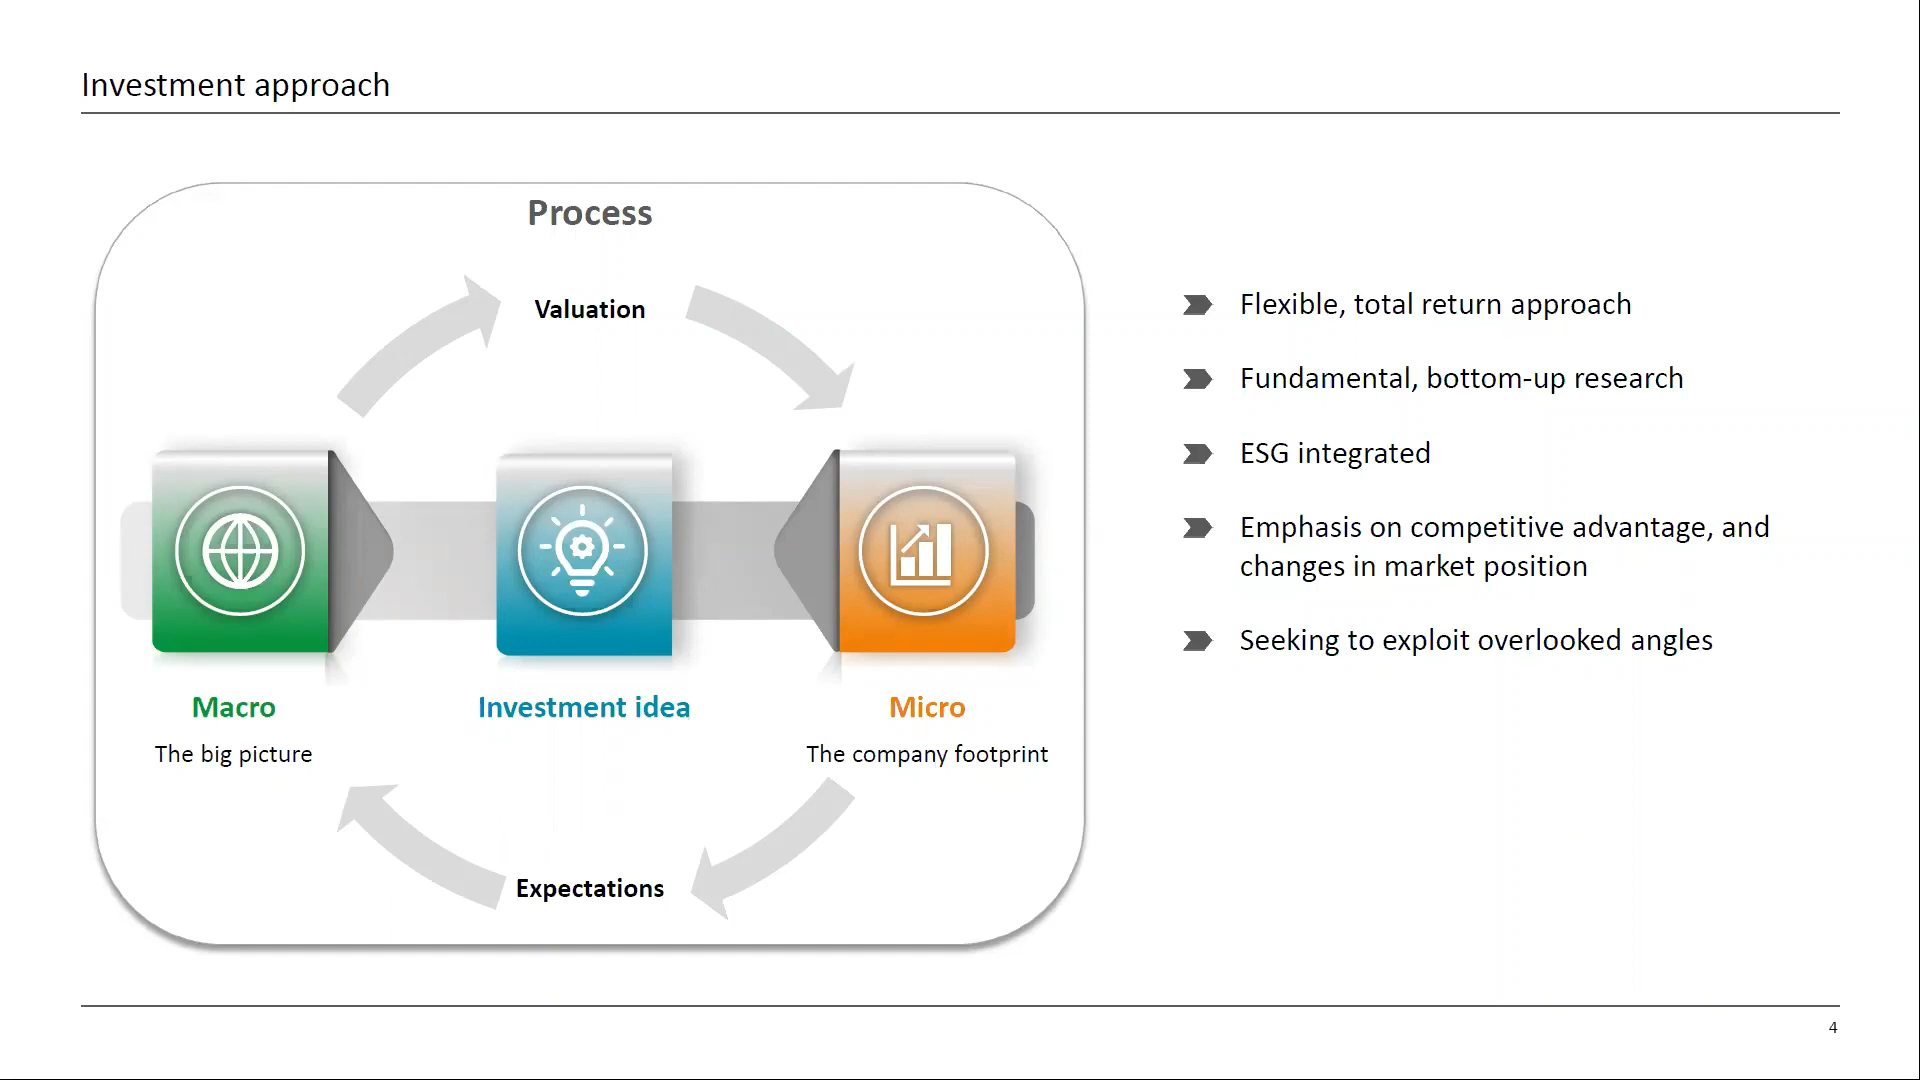 Investment approach
Process
Valuation
Macro
The big picture
Investment idea
Micro
The company footprint
Expectations
Flexible, total return approach
Fundamental, bottom-up research
ESG integrated
Emphasis on competitive advantage, and
changes in market position
Seeking to exploit overlooked angles
4